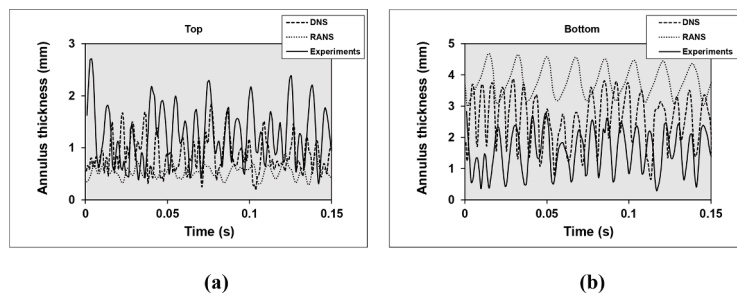 Top
DNS
RANS
Experiments
Annulus thickness (mm)
3
2
1
0
0
0.05
0.1
0.15
Time (s)
(a)
Bottom
DNS
RANS
Experiments
Annulus thickness (mm)
5
4
3
2
1
0
0
0.05
0.1
0.15
Time (s)
(b)